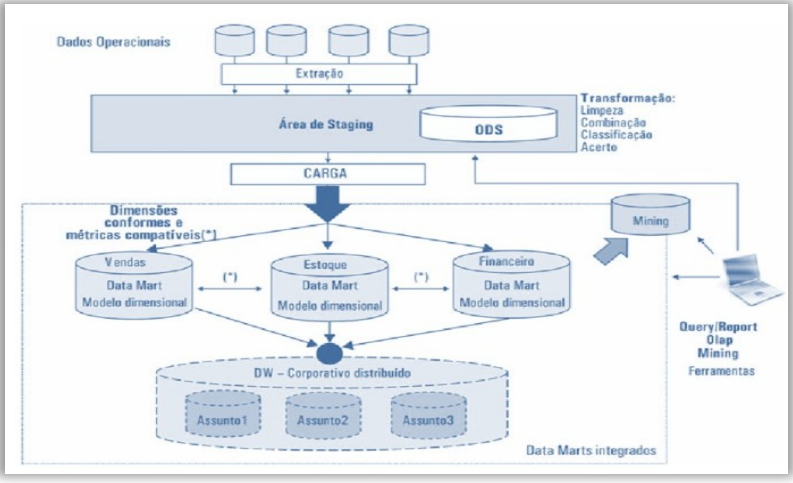 Dados Operacionais
Extração
Área de Staging
ODS
Transformação:
Limpeza
Combinação
Classificação
Acerto
CARGA
Dimensões
conformes e
métricas compatíveis(*)
Mining
Vendas
Data Mart
Modelo dimensional
(*)
Estoque
Data Mart
Modelo dimensional
(*)
Financeiro
Data Mart
Modelo dimensional
Query/Report
Olap
Mining
Ferramentas
DW – Corporativo distribuído
Assunto1
Assunto2
Assunto3
Data Marts integrados